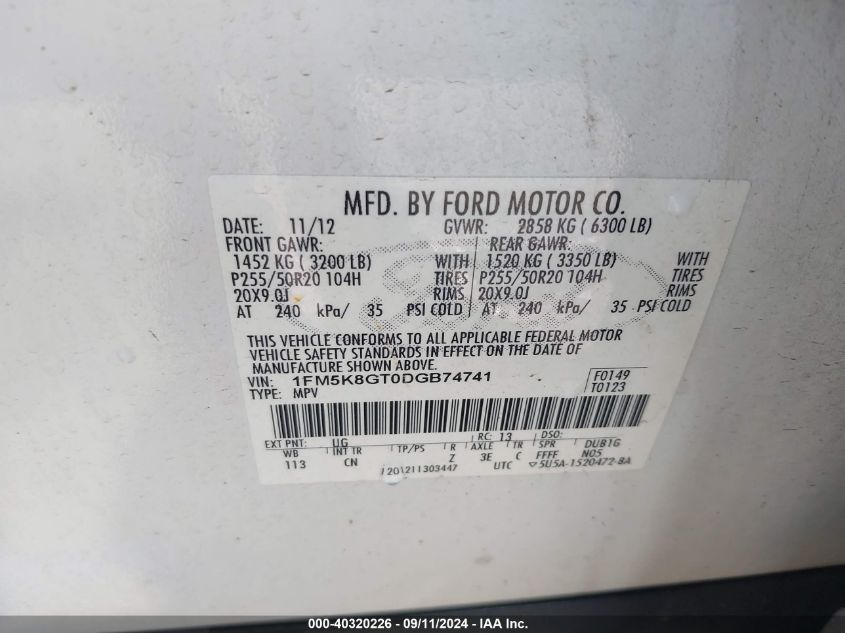 MFD. BY FORD MOTOR CO.
DATE: 11/12 GVWR: 2858 KG ( 6300 LB)
FRONT GAWR: REAR GAWR:
1452 KG ( 3200 LB) WITH 1520 KG ( 3350 LB) WITH
P255/50R20 104H TIRES P255/50R20 104H TIRES
20X9.0J RIMS 20X9.0J RIMS
AT 240 kPa/ 35 PSI COLD AT 240 kPa/ 35 PSI COLD
THIS VEHICLE CONFORMS TO ALL APPLICABLE FEDERAL MOTOR
VEHICLE SAFETY STANDARDS IN EFFECT ON THE DATE OF
MANUFACTURE SHOWN ABOVE.
VIN: 1FM5K8GT0DGB74741 F0149
TYPE: MPV T0123
EXT PNT: UG RC: 13 DSO:
WB INT TR TP/PS R AXLE TR SPR DUB1G
113 CN Z 3E C FFFF N05
UTC ▽5U5A-1520472-BA
000-40320226 - 09/11/2024 - IAA Inc.